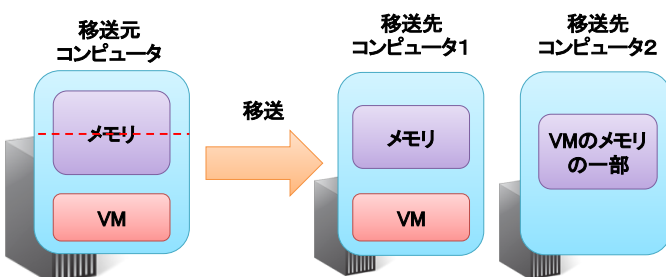 移送元
コンピュータ
メモリ
VM
移送
移送先
コンピュータ1
メモリ
VM
移送先
コンピュータ2
VMのメモリ
の一部